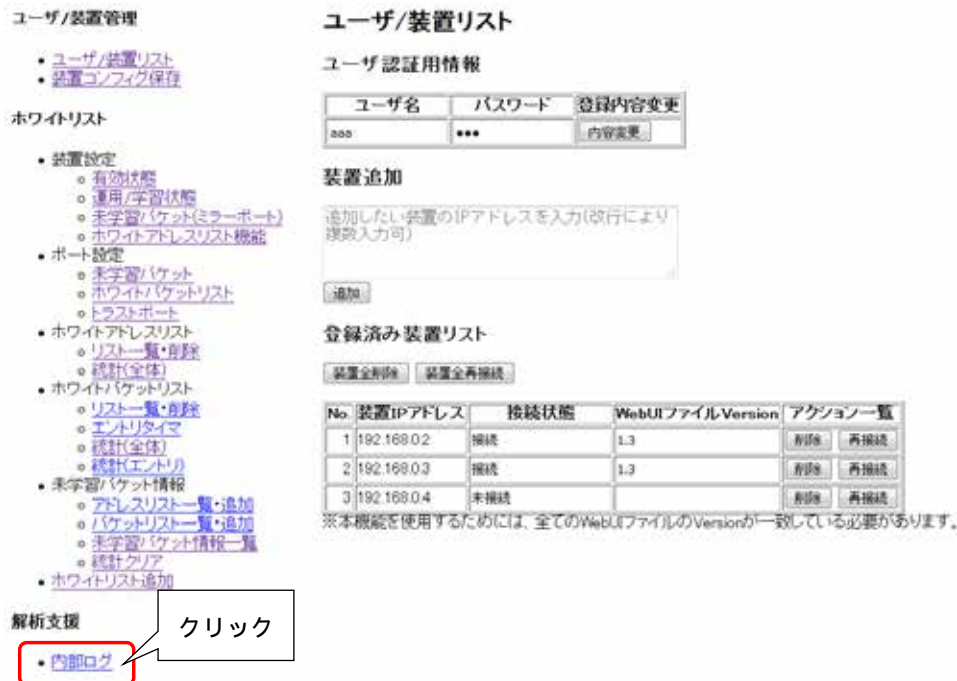 ユーザ/装置管理
・ユーザ/装置リスト
・装置コンフィグ保存
ホワイトリスト
・装置設定
○有効状態
○運用/学習状態
○未学習パケット(ミラーポート)
○ホワイトアドレスリスト機能
・ポート設定
○未学習パケット
○ホワイトパケットリスト
○トラストポート
・ホワイトアドレスリスト
○リスト一覧・削除
○統計(全体)
・ホワイトパケットリスト
○リスト一覧・削除
○エントリタイマ
○統計(全体)
○統計(エントリ)
・未学習パケット情報
○アドレスリスト一覧・追加
○パケットリスト一覧・追加
○未学習パケット情報一覧
○統計クリア
・ホワイトリスト追加
解析支援
・内部ログ
クリック
ユーザ/装置リスト
ユーザ認証用情報
ユーザ名 パスワード 登録内容変更
aaa ●●● 内容変更
装置追加
追加したい装置のIPアドレスを入力(改行により
複数入力可)
追加
登録済み装置リスト
装置全削除 装置全再接続
No. 装置IPアドレス 接続状態 WebUIファイルVersion アクション一覧
1 192.168.0.2 接続 1.3 削除 再接続
2 192.168.0.3 接続 1.3 削除 再接続
3 192.168.0.4 未接続 削除 再接続
※本機能を使用するためには、全てのWebUIファイルのVersionが一致している必要があります。